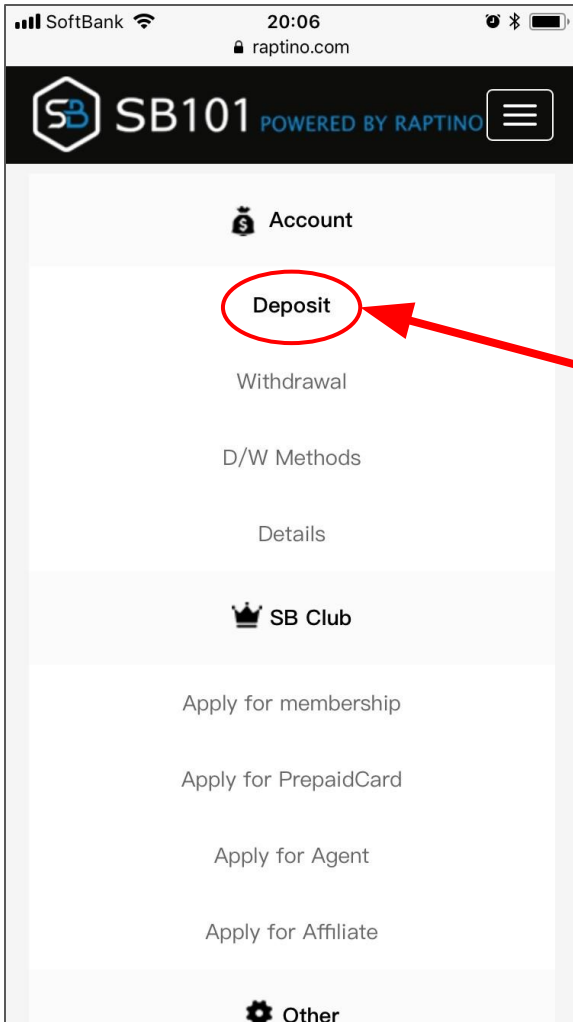 SoftBank 20:06
raptino.com
SB SB101 POWERED BY RAPTINO
Account
Deposit
Withdrawal
D/W Methods
Details
SB Club
Apply for membership
Apply for PrepaidCard
Apply for Agent
Apply for Affiliate
Other